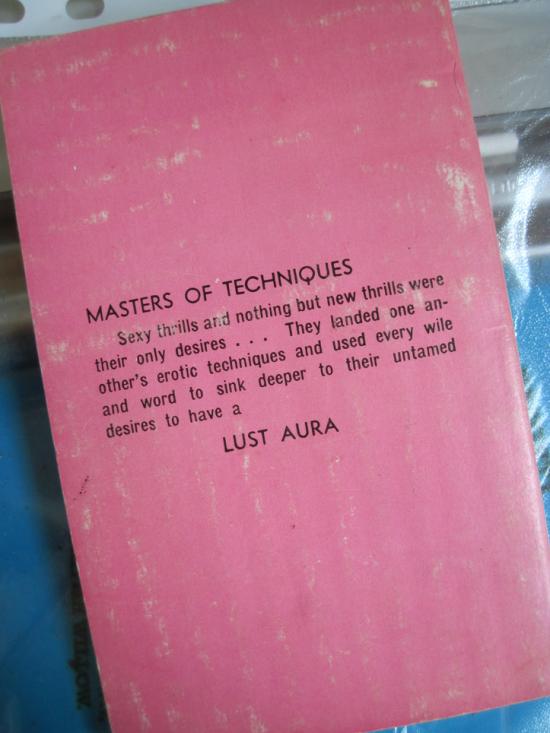 MASTERS OF TECHNIQUES
Sexy thrills and nothing but new thrills were
their only desires . . . They landed one an-
other's erotic techniques and used every wile
and word to sink deeper to their untamed
desires to have a
LUST AURA